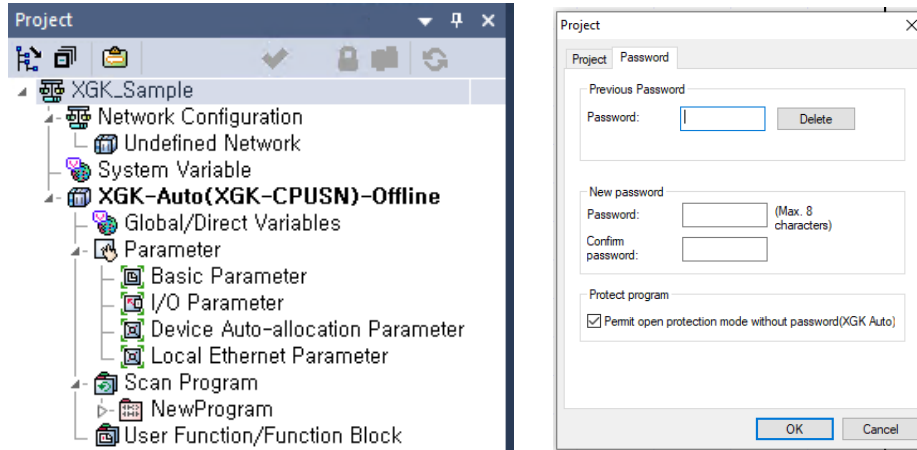 Project
XGK_Sample
Network Configuration
Undefined Network
System Variable
XGK-Auto(XGK-CPUSN)-Offline
Global/Direct Variables
Parameter
Basic Parameter
I/O Parameter
Device Auto-allocation Parameter
Local Ethernet Parameter
Scan Program
NewProgram
User Function/Function Block
Project
Project Password
Previous Password
Password: Delete
New password
Password: (Max. 8
characters)
Confirm
password:
Protect program
Permit open protection mode without password(XGK Auto)
OK Cancel